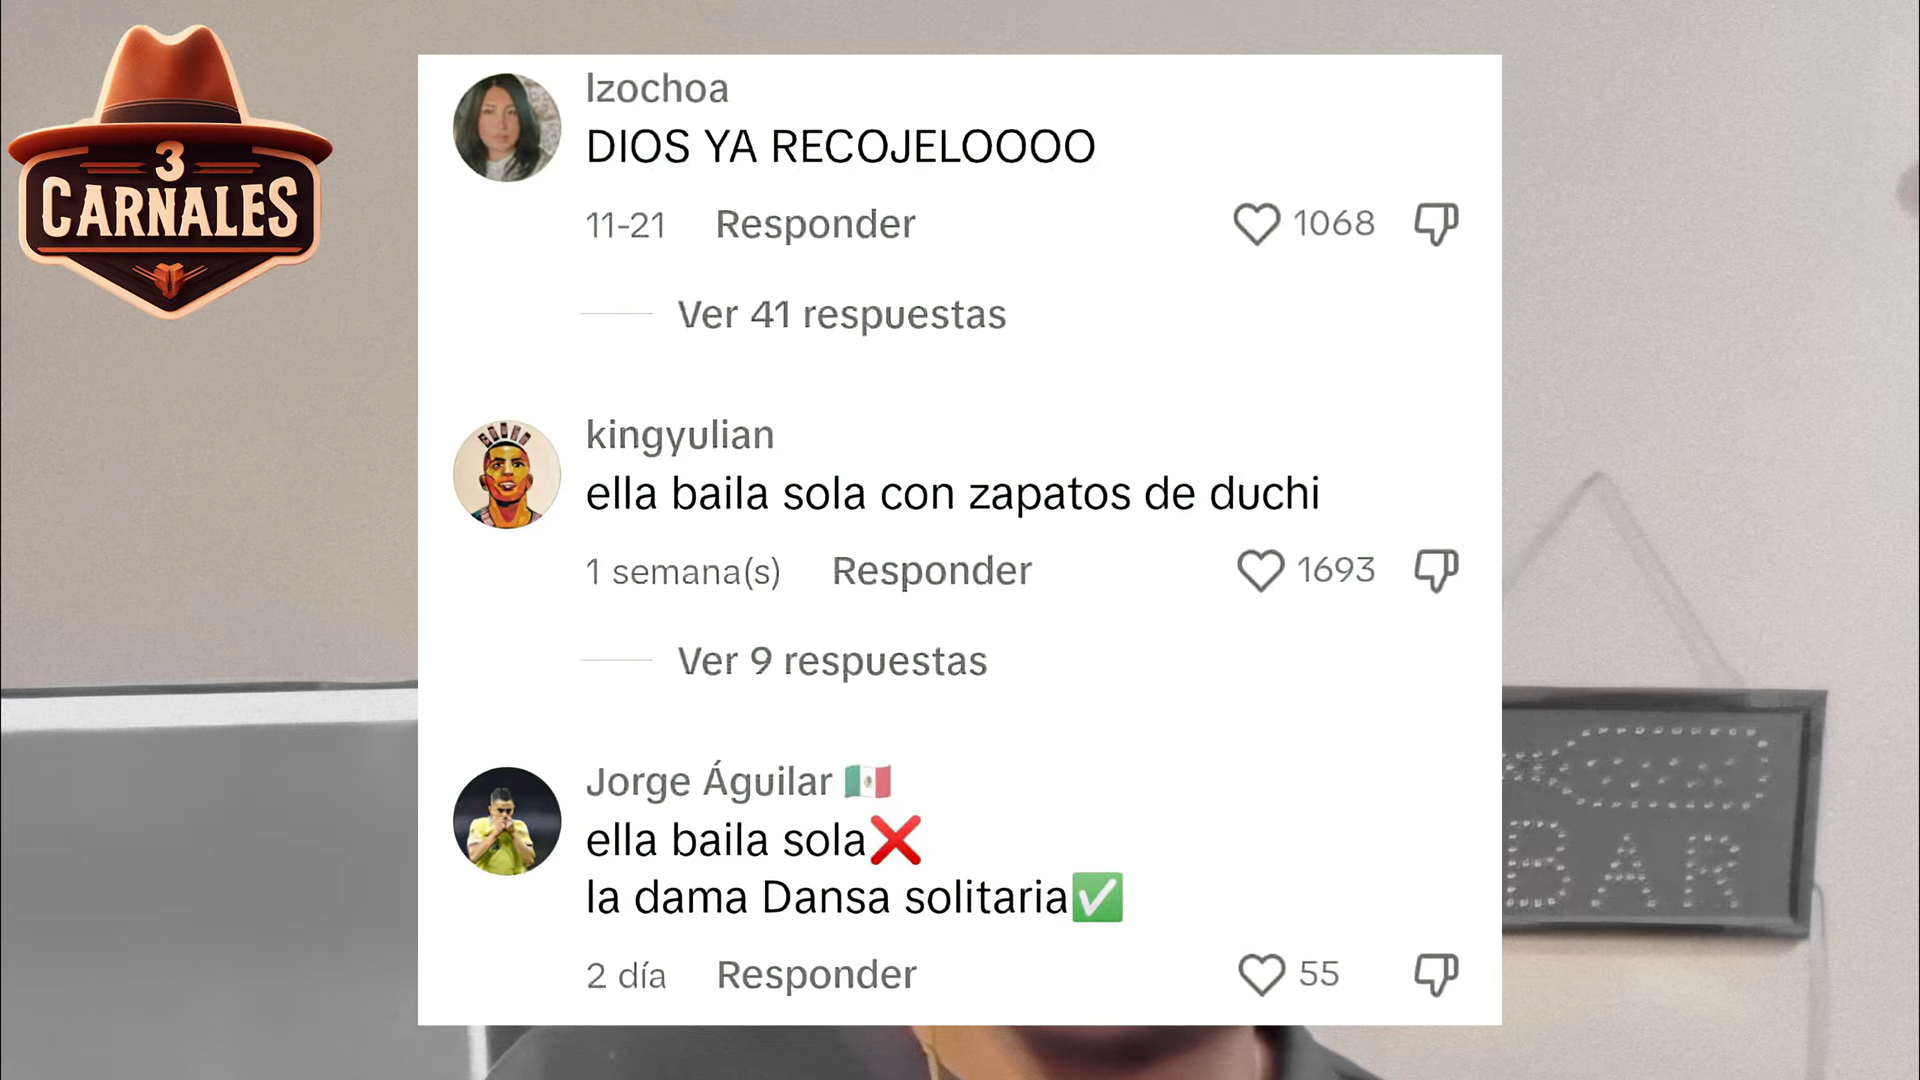 3
CARNALES
lzochoa
DIOS YA RECOJELOOOO
11-21 Responder 1068
Ver 41 respuestas
kingyulian
ella baila sola con zapatos de duchi
1 semana(s) Responder 1693
Ver 9 respuestas
Jorge Águilar 🇲🇽
ella baila sola❌
la dama Dansa solitaria✅
2 día Responder 55
BAR